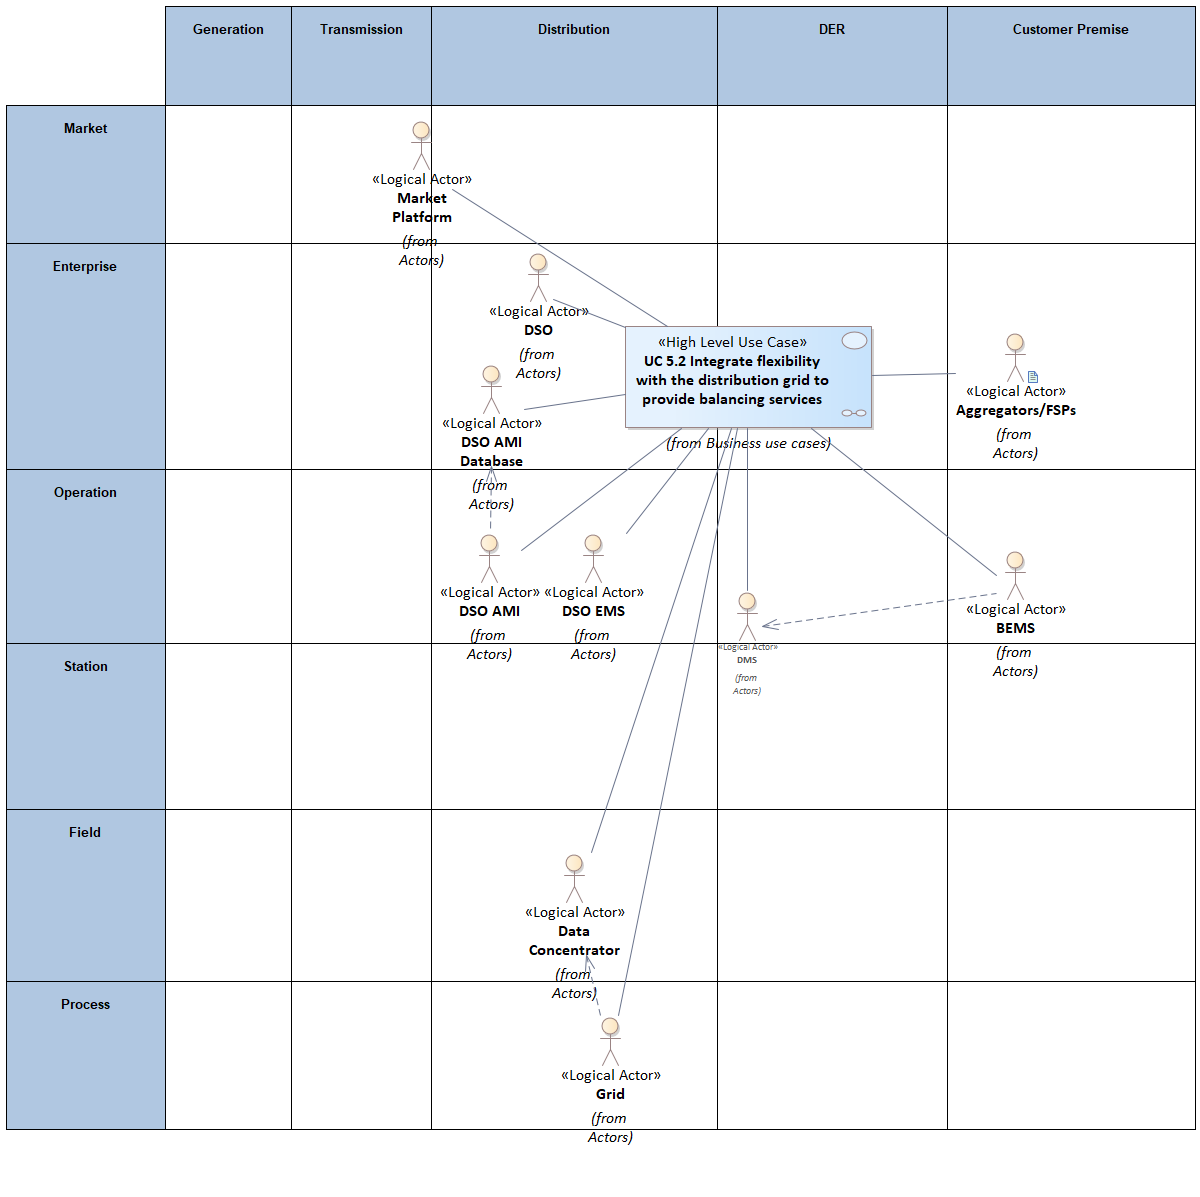 Generation
Transmission
Distribution
DER
Customer Premise
Market
«Logical Actor»
Market
Platform
(from
Actors)
Enterprise
«Logical Actor»
DSO
(from
Actors)
«High Level Use Case»
UC 5.2 Integrate flexibility
with the distribution grid to
provide balancing services
(from Business use cases)
«Logical Actor»
Aggregators/FSPs
(from
Actors)
«Logical Actor»
DSO AMI
Database
(from
Actors)
Operation
«Logical Actor»
DSO AMI
(from
Actors)
«Logical Actor»
DSO EMS
(from
Actors)
«Logical Actor»
DMS
(from
Actors)
«Logical Actor»
BEMS
(from
Actors)
Station
Field
«Logical Actor»
Data
Concentrator
(from
Actors)
Process
«Logical Actor»
Grid
(from
Actors)